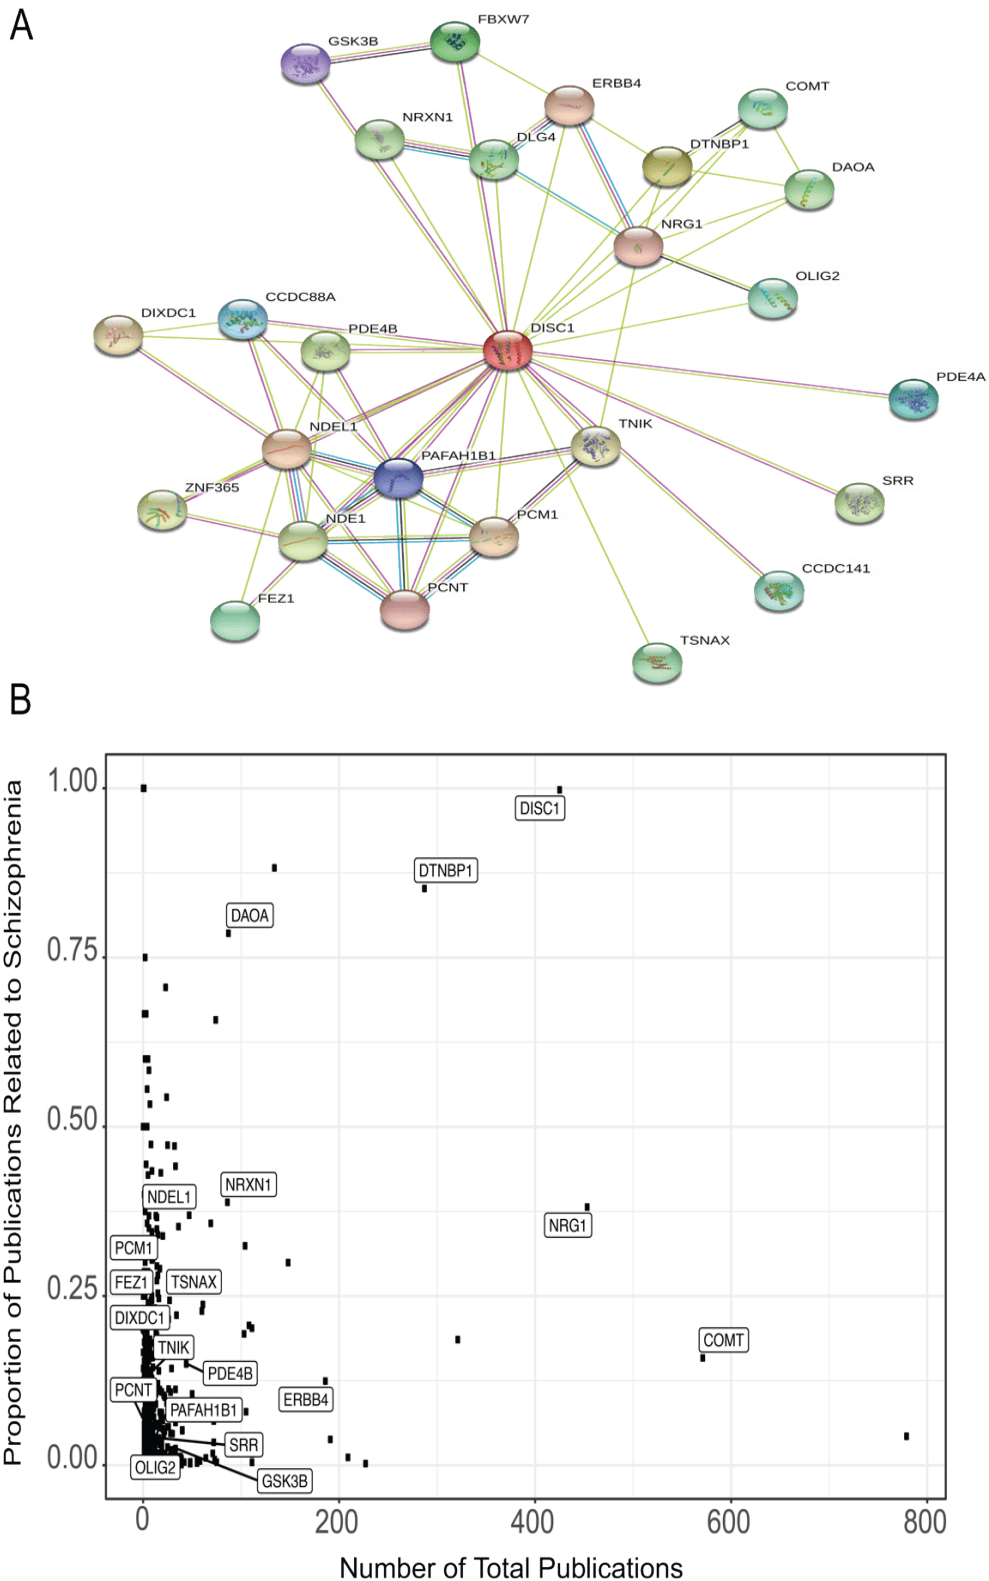 A
FBXW7
GSK3B
ERBB4
COMT
NRXN1
DLG4
DTNBP1
DAOA
NRG1
OLIG2
CCDC88A
DIXDC1
PDE4B
DISC1
PDE4A
TNIK
NDEL1
PAFAH1B1
SRR
ZNF365
NDE1
PCM1
CCDC141
PCNT
FEZ1
TSNAX
B
Proportion of Publications Related to Schizophrenia
1.00
DISC1
DTNBP1
DAOA
0.75
0.50
NRXN1
NDEL1
NRG1
PCM1
FEZ1
TSNAX
0.25
DIXDC1
COMT
TNIK
PDE4B
PCNT
ERBB4
PAFAH1B1
SRR
0.00
OLIG2
GSK3B
0 200 400 600 800
Number of Total Publications